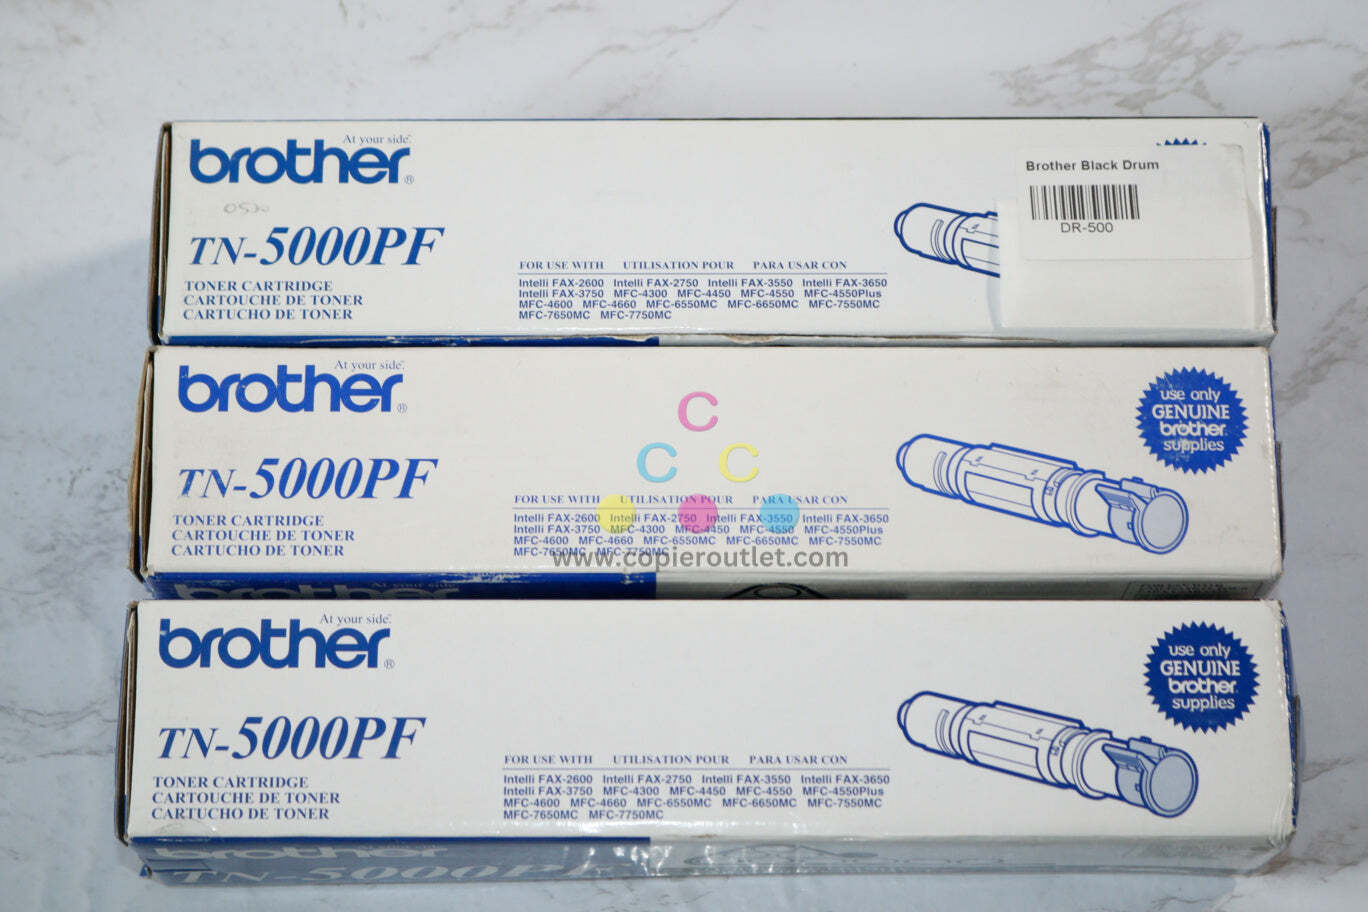 At your side.
brother®
TN-5000PF
TONER CARTRIDGE
CARTOUCHE DE TONER
CARTUCHO DE TONER
FOR USE WITH UTILISATION POUR PARA USAR CON
Intelli FAX-2600 Intelli FAX-2750 Intelli FAX-3550 Intelli FAX-3650
Intelli FAX-3750 MFC-4300 MFC-4450 MFC-4550 MFC-4550Plus
MFC-4600 MFC-4660 MFC-6550MC MFC-6650MC MFC-7550MC
MFC-7650MC MFC-7750MC
Brother Black Drum
DR-500
At your side.
brother®
TN-5000PF
TONER CARTRIDGE
CARTOUCHE DE TONER
CARTUCHO DE TONER
FOR USE WITH UTILISATION POUR PARA USAR CON
Intelli FAX-2600 Intelli FAX-2750 Intelli FAX-3550 Intelli FAX-3650
Intelli FAX-3750 MFC-4300 MFC-4450 MFC-4550 MFC-4550Plus
MFC-4600 MFC-4660 MFC-6550MC MFC-6650MC MFC-7550MC
MFC-7650MC MFC-7750MC
use only
GENUINE
brother
supplies
C
C C
www.copieroutlet.com
At your side.
brother
At your side.
brother®
TN-5000PF
TONER CARTRIDGE
CARTOUCHE DE TONER
CARTUCHO DE TONER
FOR USE WITH UTILISATION POUR PARA USAR CON
Intelli FAX-2600 Intelli FAX-2750 Intelli FAX-3550 Intelli FAX-3650
Intelli FAX-3750 MFC-4300 MFC-4450 MFC-4550 MFC-4550Plus
MFC-4600 MFC-4660 MFC-6550MC MFC-6650MC MFC-7550MC
MFC-7650MC MFC-7750MC
use only
GENUINE
brother
supplies
brother
TN-5000PF